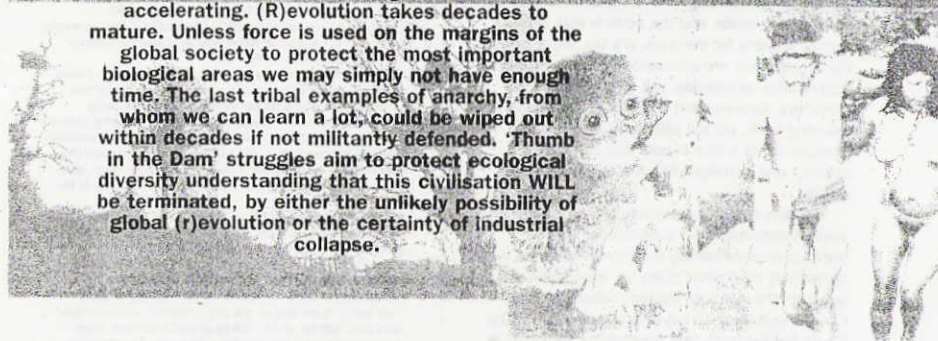 accelerating. (R)evolution takes decades to
mature. Unless force is used on the margins of the
global society to protect the most important
biological areas we may simply not have enough
time. The last tribal examples of anarchy, from
whom we can learn a lot, could be wiped out
within decades if not militantly defended. 'Thumb
in the Dam' struggles aim to protect ecological
diversity understanding that this civilisation WILL
be terminated, by either the unlikely possibility of
global (r)evolution or the certainty of industrial
collapse.